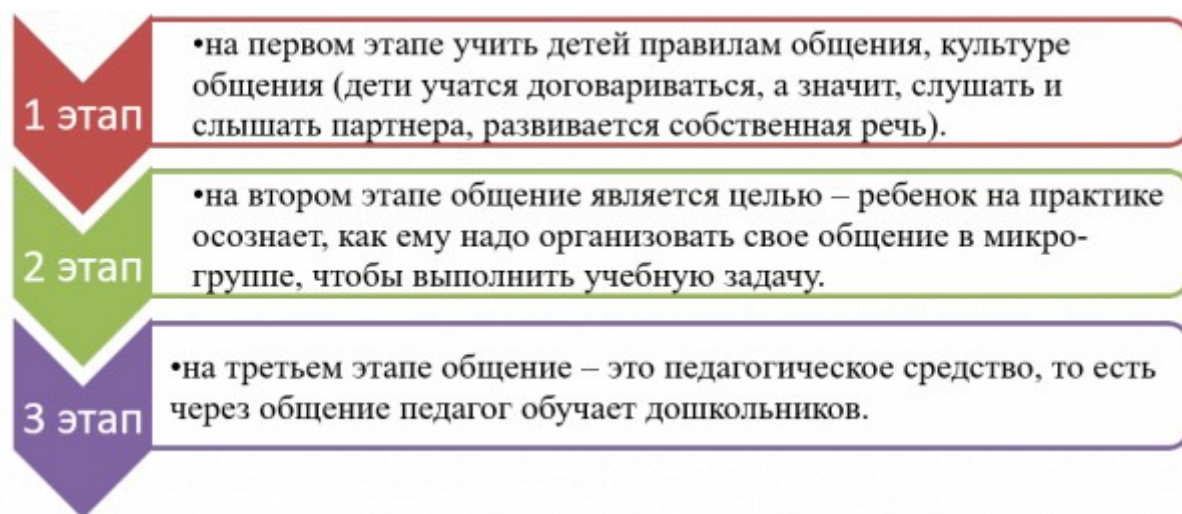 1 этап
•на первом этапе учить детей правилам общения, культуре
общения (дети учатся договариваться, а значит, слушать и
слышать партнера, развивается собственная речь).
2 этап
•на втором этапе общение является целью – ребенок на практике
осознает, как ему надо организовать свое общение в микро-
группе, чтобы выполнить учебную задачу.
3 этап
•на третьем этапе общение – это педагогическое средство, то есть
через общение педагог обучает дошкольников.